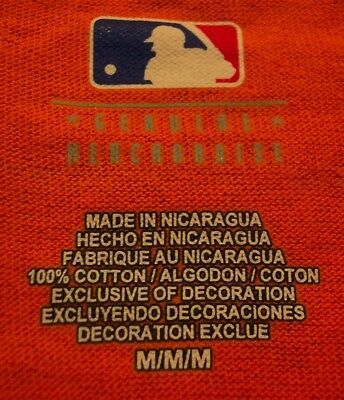 GENUINE
MERCHANDISE
MADE IN NICARAGUA
HECHO EN NICARAGUA
FABRIQUE AU NICARAGUA
100% COTTON / ALGODON / COTON
EXCLUSIVE OF DECORATION
EXCLUYENDO DECORACIONES
DECORATION EXCLUE
M/M/M